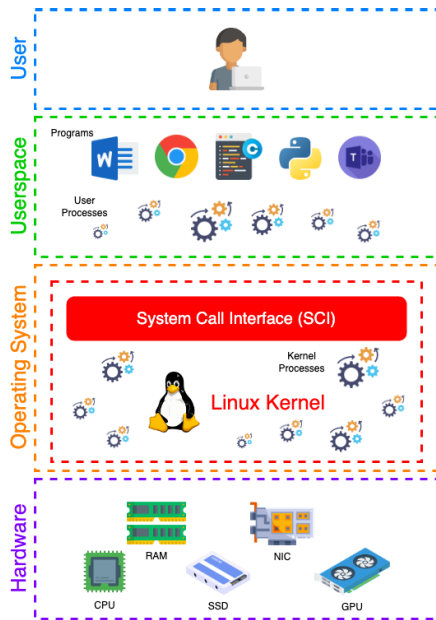 User
Userspace
Programs
W
C
T
User
Processes
Operating System
System Call Interface (SCI)
Kernel
Processes
Linux Kernel
Hardware
RAM
NIC
CPU
SSD
GPU